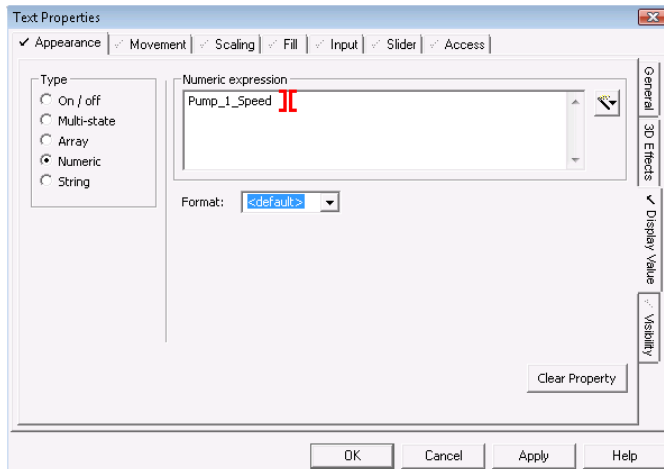 Text Properties
Appearance Movement Scaling Fill Input Slider Access
Type
On / off
Multi-state
Array
Numeric
String
Numeric expression
Pump_1_Speed
Format: <default>
General
3D Effects
Display Value
Visibility
Clear Property
OK Cancel Apply Help